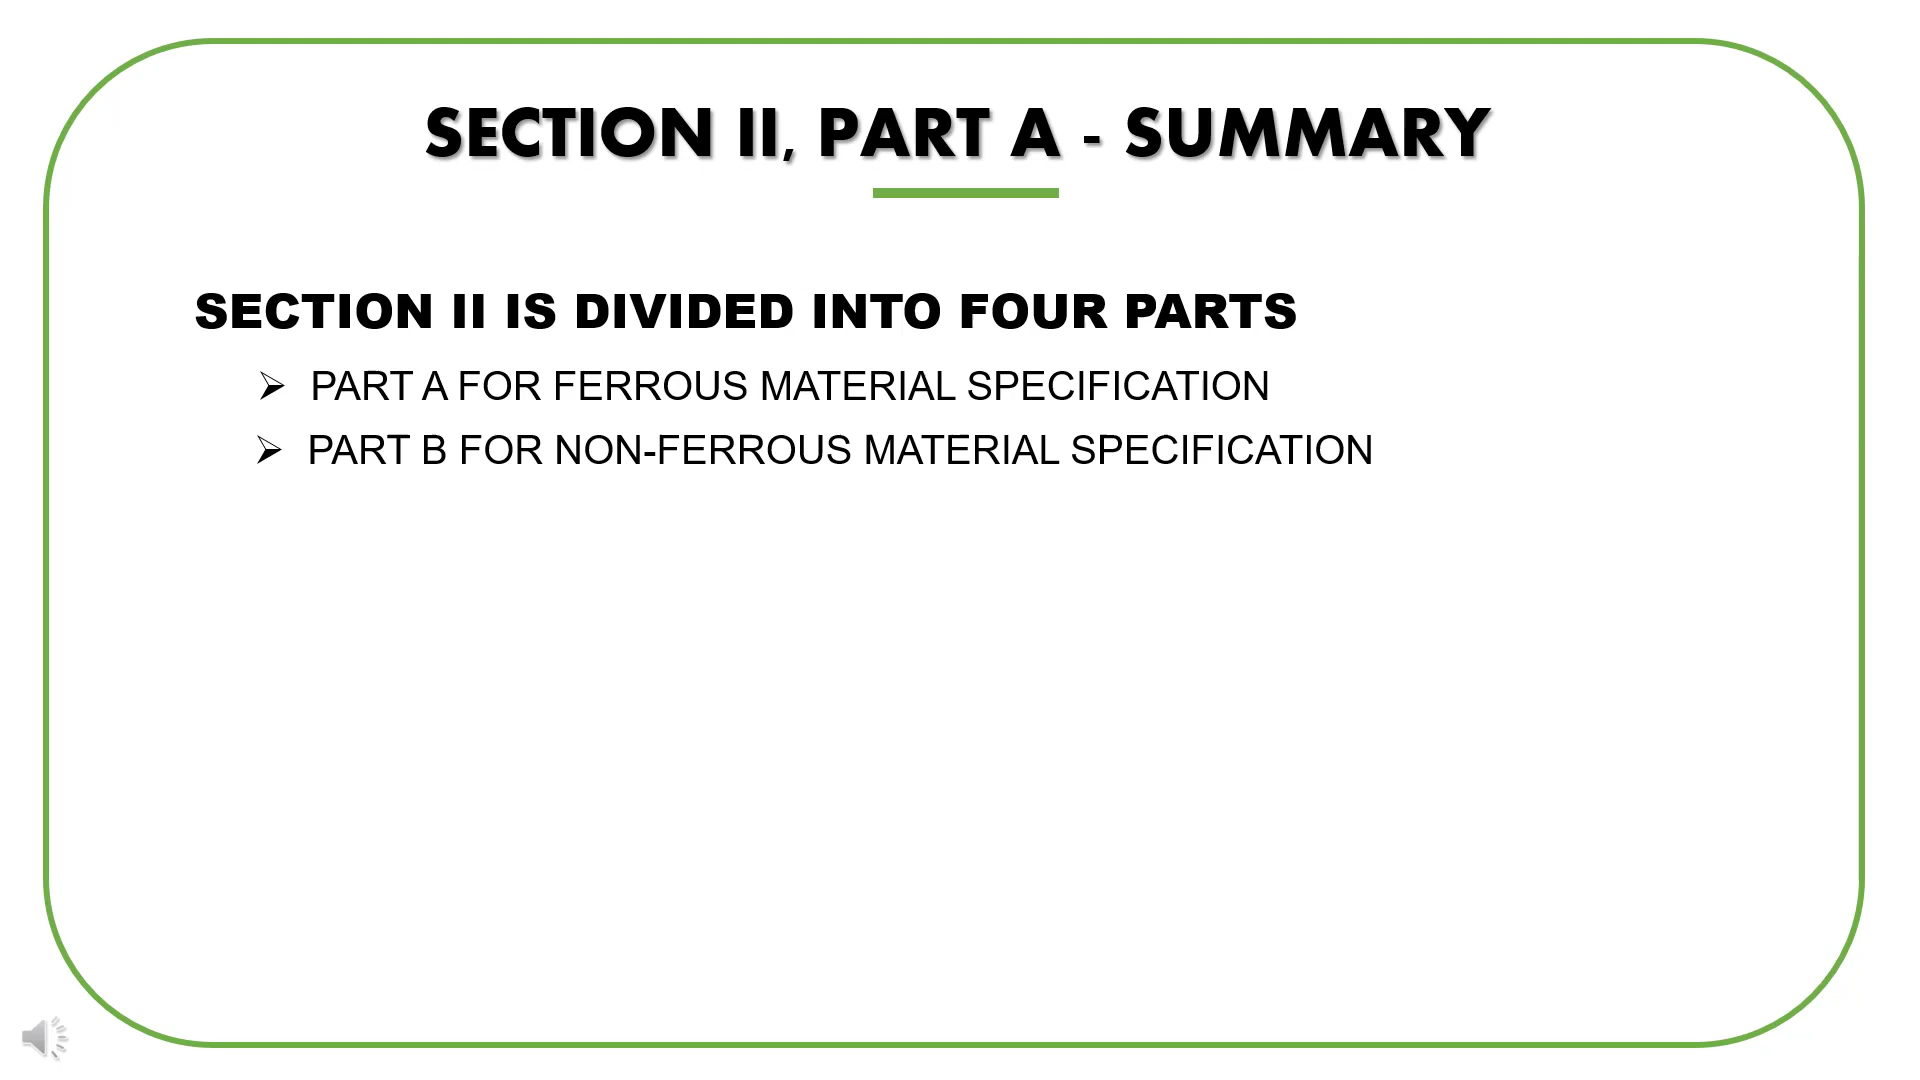 SECTION II, PART A - SUMMARY
SECTION II IS DIVIDED INTO FOUR PARTS
PART A FOR FERROUS MATERIAL SPECIFICATION
PART B FOR NON-FERROUS MATERIAL SPECIFICATION